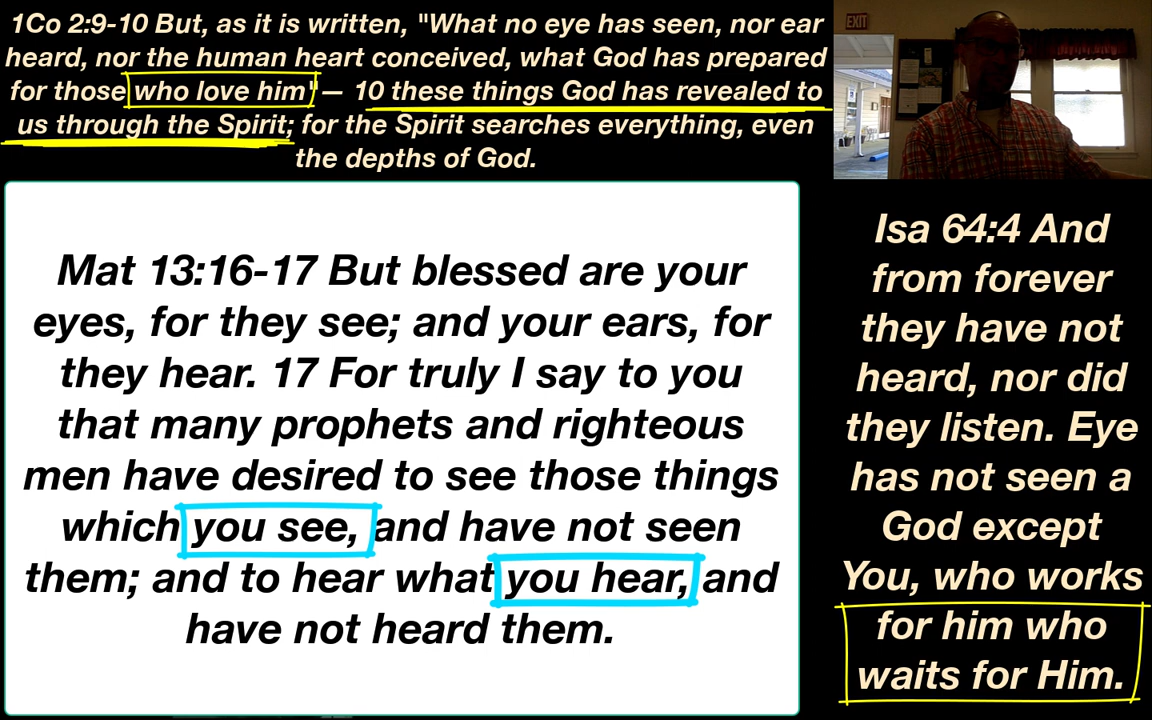 1Co 2:9-10 But, as it is written, "What no eye has seen, nor ear
heard, nor the human heart conceived, what God has prepared
for those who love him"— 10 these things God has revealed to
us through the Spirit; for the Spirit searches everything, even
the depths of God.
EXIT
Mat 13:16-17 But blessed are your
eyes, for they see; and your ears, for
they hear. 17 For truly I say to you
that many prophets and righteous
men have desired to see those things
which you see, and have not seen
them; and to hear what you hear, and
have not heard them.
Isa 64:4 And
from forever
they have not
heard, nor did
they listen. Eye
has not seen a
God except
You, who works
for him who
waits for Him.